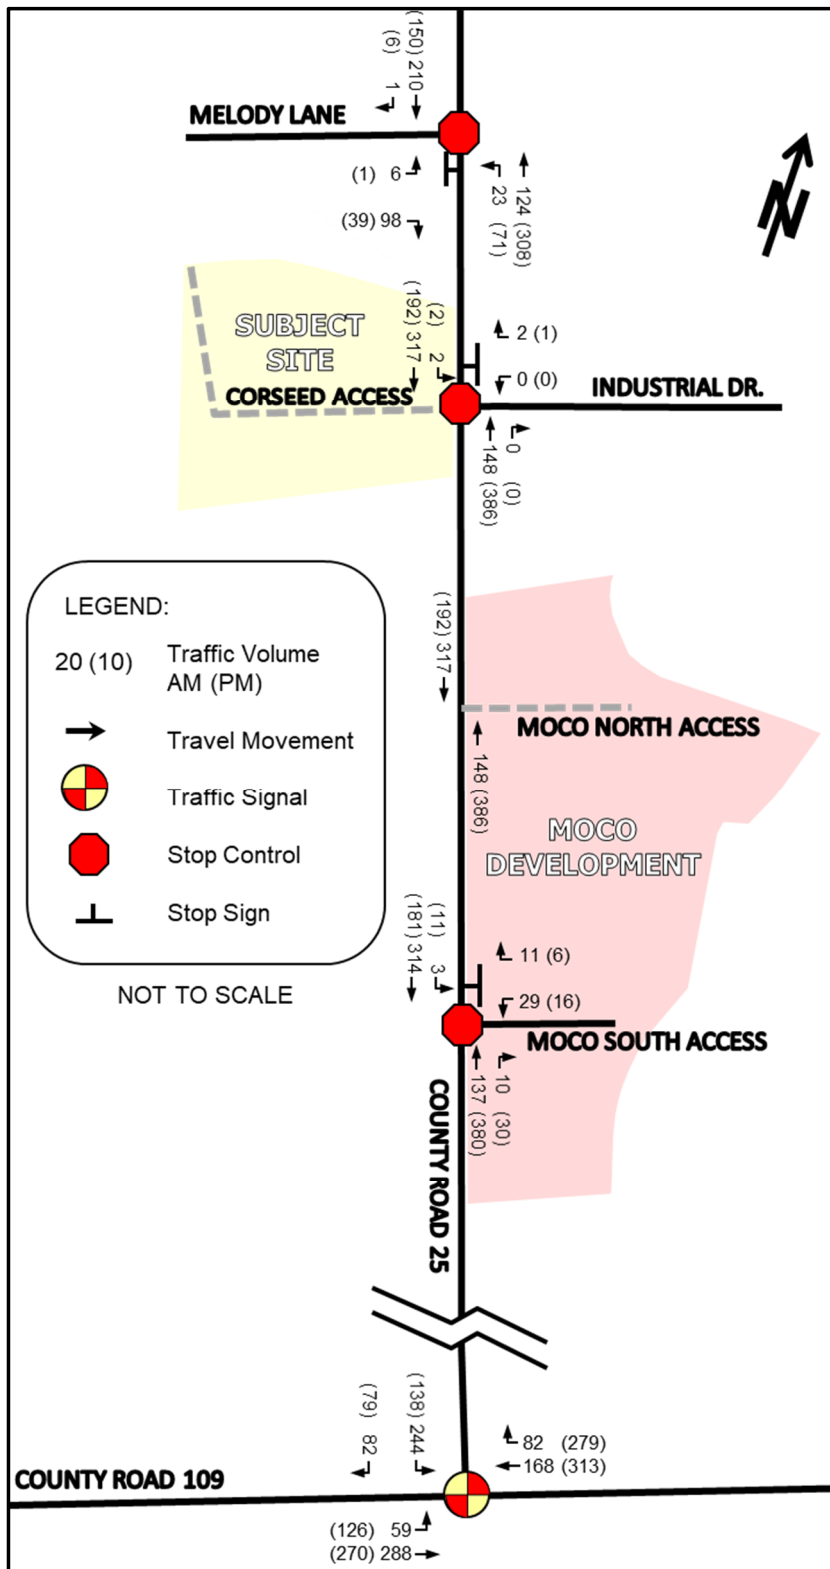 (150) 210
(6) 1
MELODY LANE
(1) 6
23 (71)
124 (308)
N
(39) 98
(192) 317
(2) 2
2 (1)
SUBJECT
SITE
0 (0)
CORSEED ACCESS
INDUSTRIAL DR.
148 (386)
0 (0)
LEGEND:
20 (10) Traffic Volume
AM (PM)
Travel Movement
Traffic Signal
Stop Control
Stop Sign
NOT TO SCALE
(192) 317
MOCO NORTH ACCESS
148 (386)
MOCO
DEVELOPMENT
(181) 314
(11) 3
11 (6)
29 (16)
MOCO SOUTH ACCESS
137 (380)
10 (30)
COUNTY ROAD 25
(79) 82
(138) 244
82 (279)
168 (313)
COUNTY ROAD 109
(126) 59
(270) 288